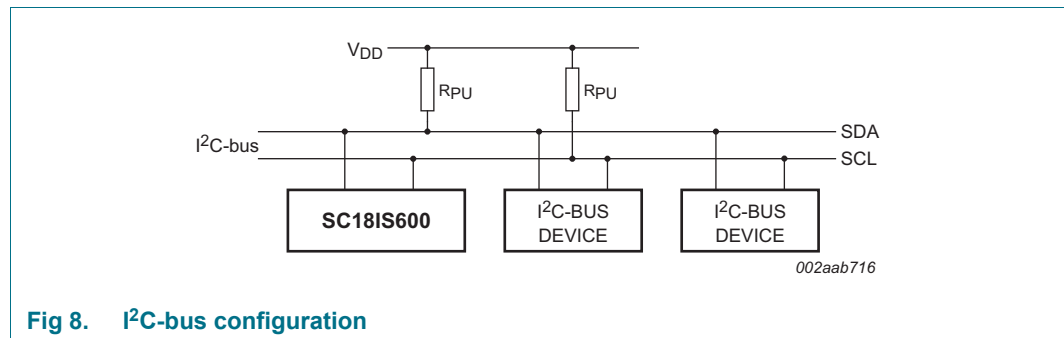 VDD
RPU RPU
SDA
I2C-bus
SCL
SC18IS600 I2C-BUS DEVICE I2C-BUS DEVICE
002aab716
Fig 8. I2C-bus configuration